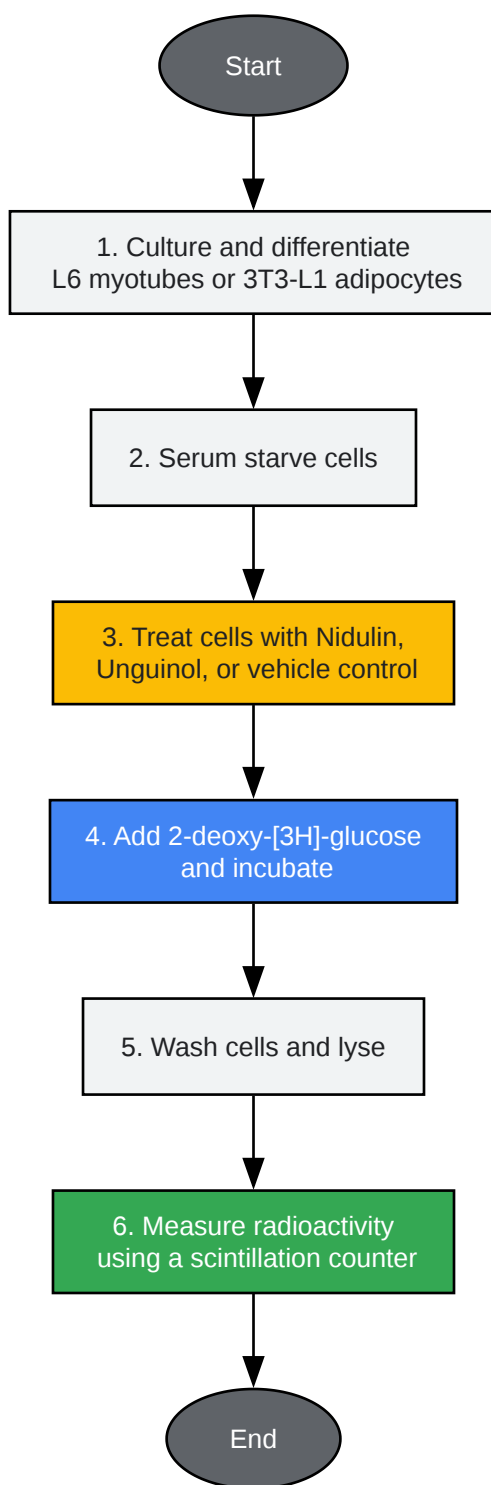 Start
1. Culture and differentiate
L6 myotubes or 3T3-L1 adipocytes
2. Serum starve cells
3. Treat cells with Nidulin,
Unguinol, or vehicle control
4. Add 2-deoxy-[3H]-glucose
and incubate
5. Wash cells and lyse
6. Measure radioactivity
using a scintillation counter
End